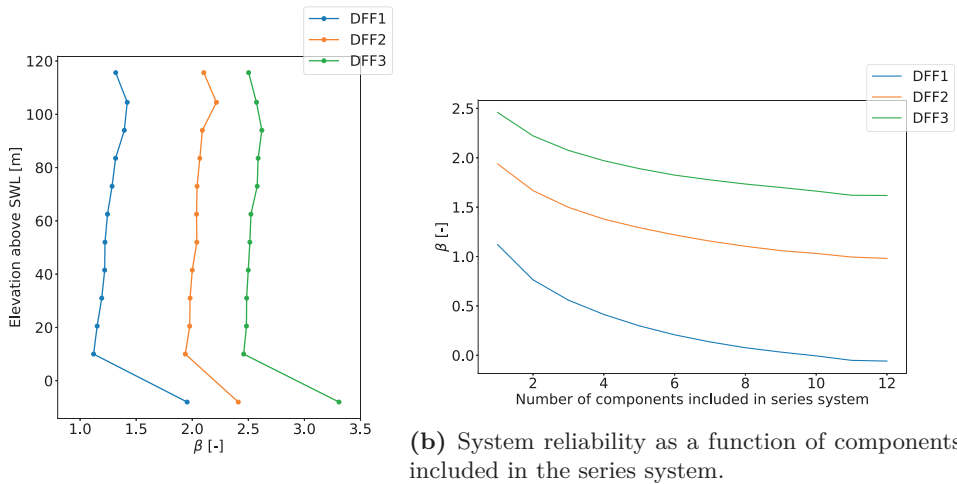 DFF1
DFF2
DFF3
120
100
80
60
40
20
0
Elevation above SWL [m]
1.0 1.5 2.0 2.5 3.0 3.5
β [-]
DFF1
DFF2
DFF3
2.5
2.0
1.5
1.0
0.5
0.0
β [-]
2 4 6 8 10 12
Number of components included in series system
(b) System reliability as a function of components
included in the series system.